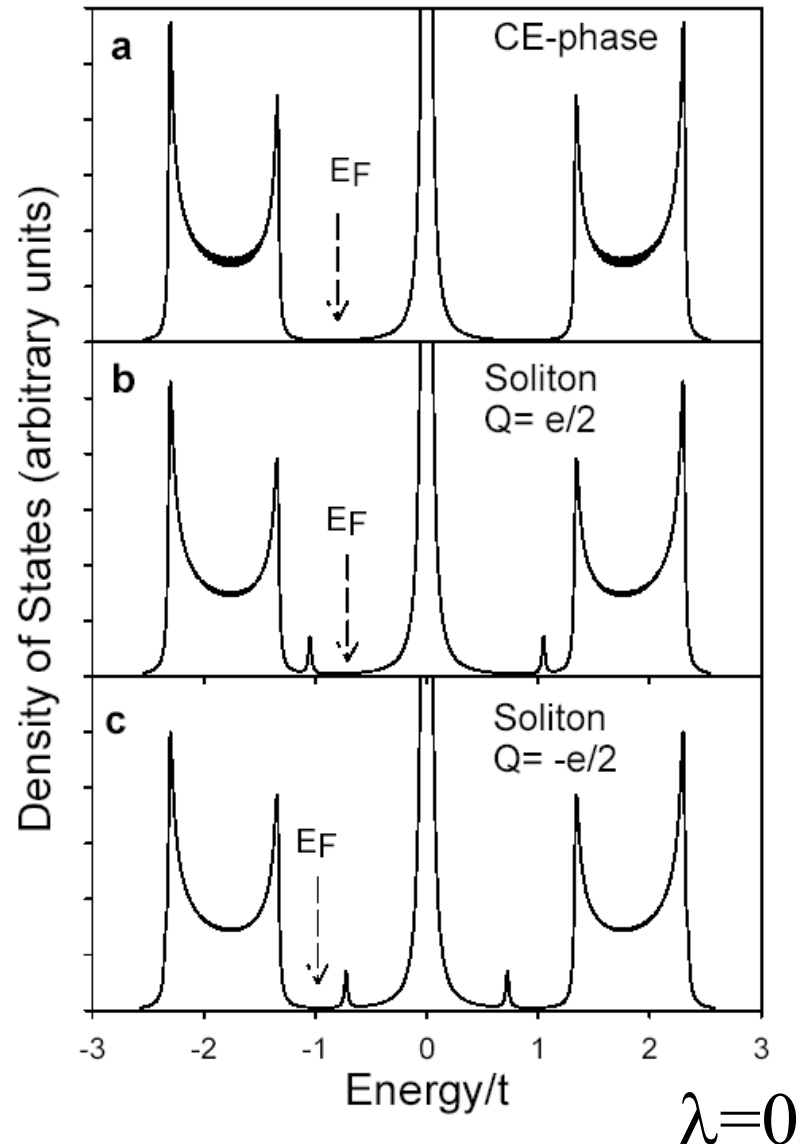 a
CE-phase
EF
b
Soliton
Q= e/2
EF
c
Soliton
Q= -e/2
EF
Density of States (arbitrary units)
-3 -2 -1 0 1 2 3
Energy/t
λ=0